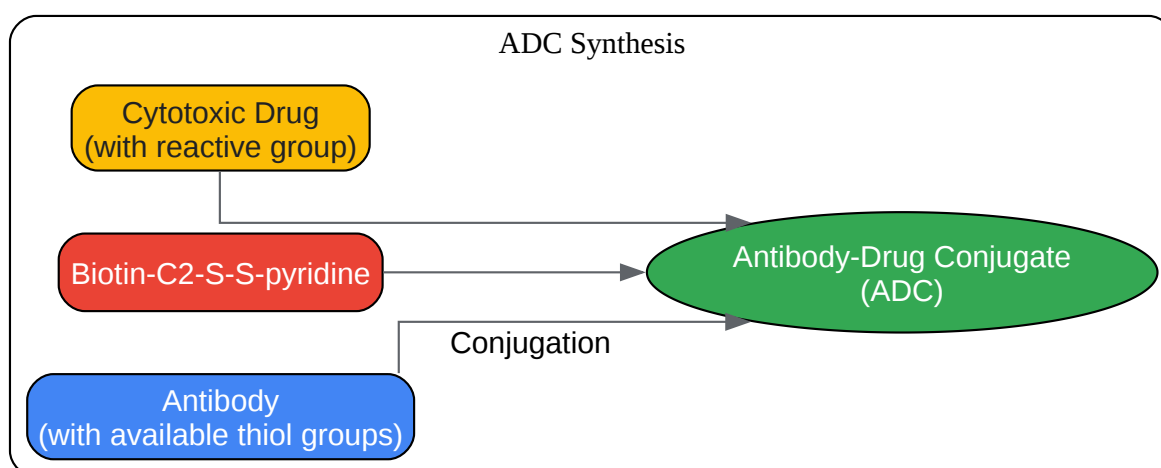 ADC Synthesis
Cytotoxic Drug
(with reactive group)
Biotin-C2-S-S-pyridine
Antibody-Drug Conjugate
(ADC)
Conjugation
Antibody
(with available thiol groups)